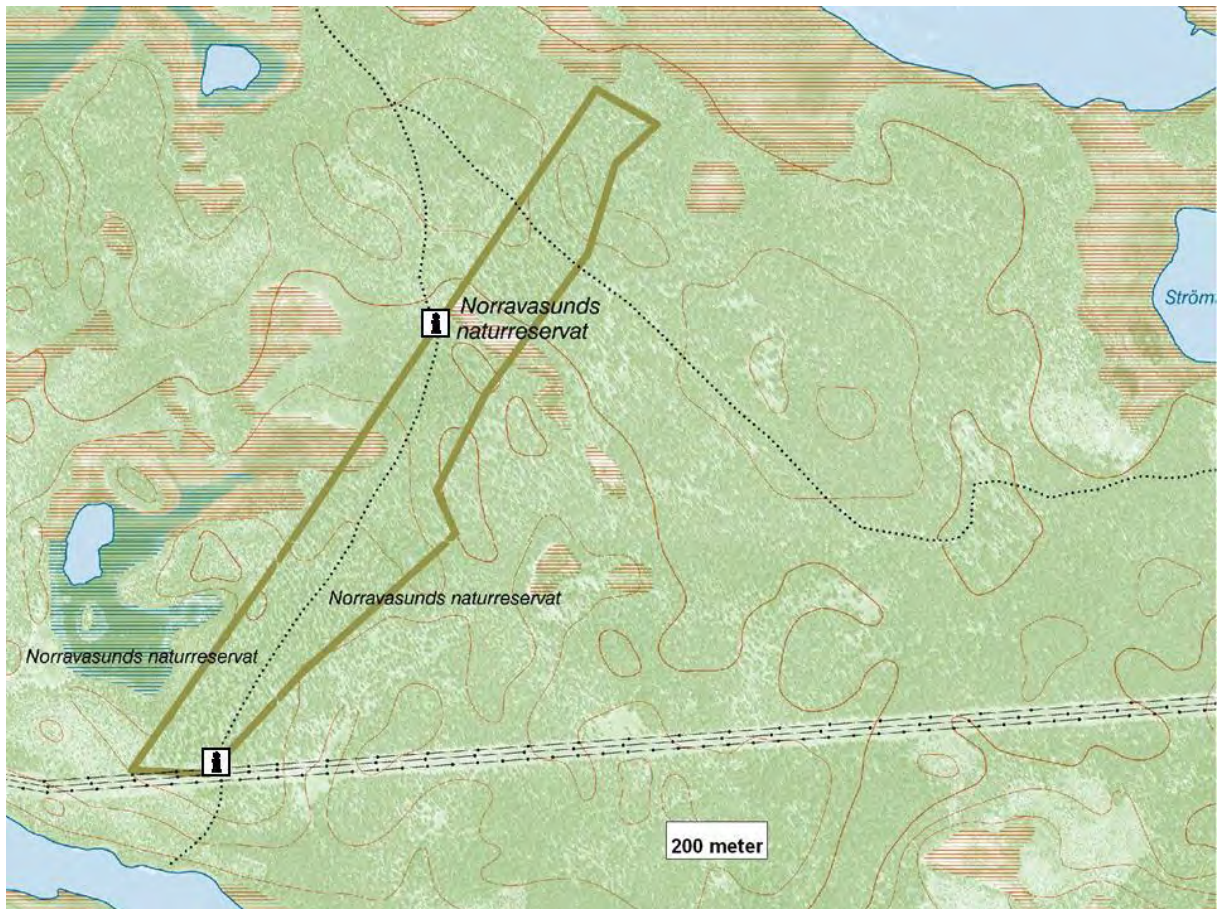 Ström
Norravasunds
naturreservat
Norravasunds naturreservat
Norravasunds naturreservat
200 meter